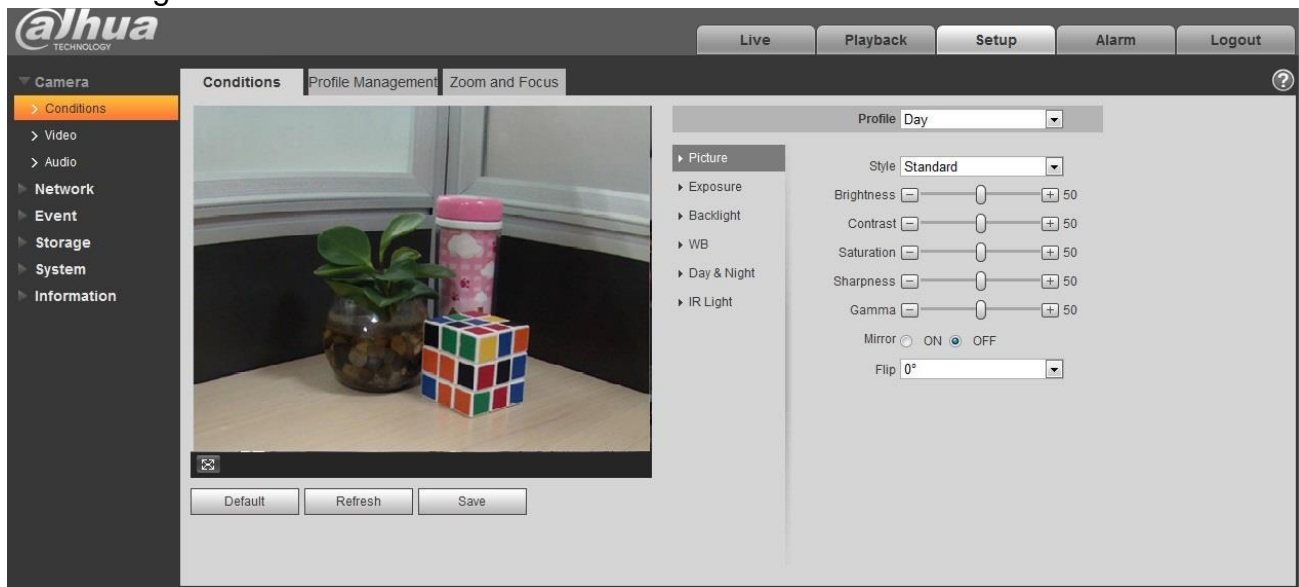 alhua
TECHNOLOGY
Live
Playback
Setup
Alarm
Logout
Camera
Conditions
Video
Audio
Network
Event
Storage
System
Information
Conditions
Profile Management
Zoom and Focus
?
Profile Day
Picture
Exposure
Backlight
WB
Day & Night
IR Light
Style Standard
Brightness - + 50
Contrast - + 50
Saturation - + 50
Sharpness - + 50
Gamma - + 50
Mirror ON OFF
Flip 0°
Default
Refresh
Save